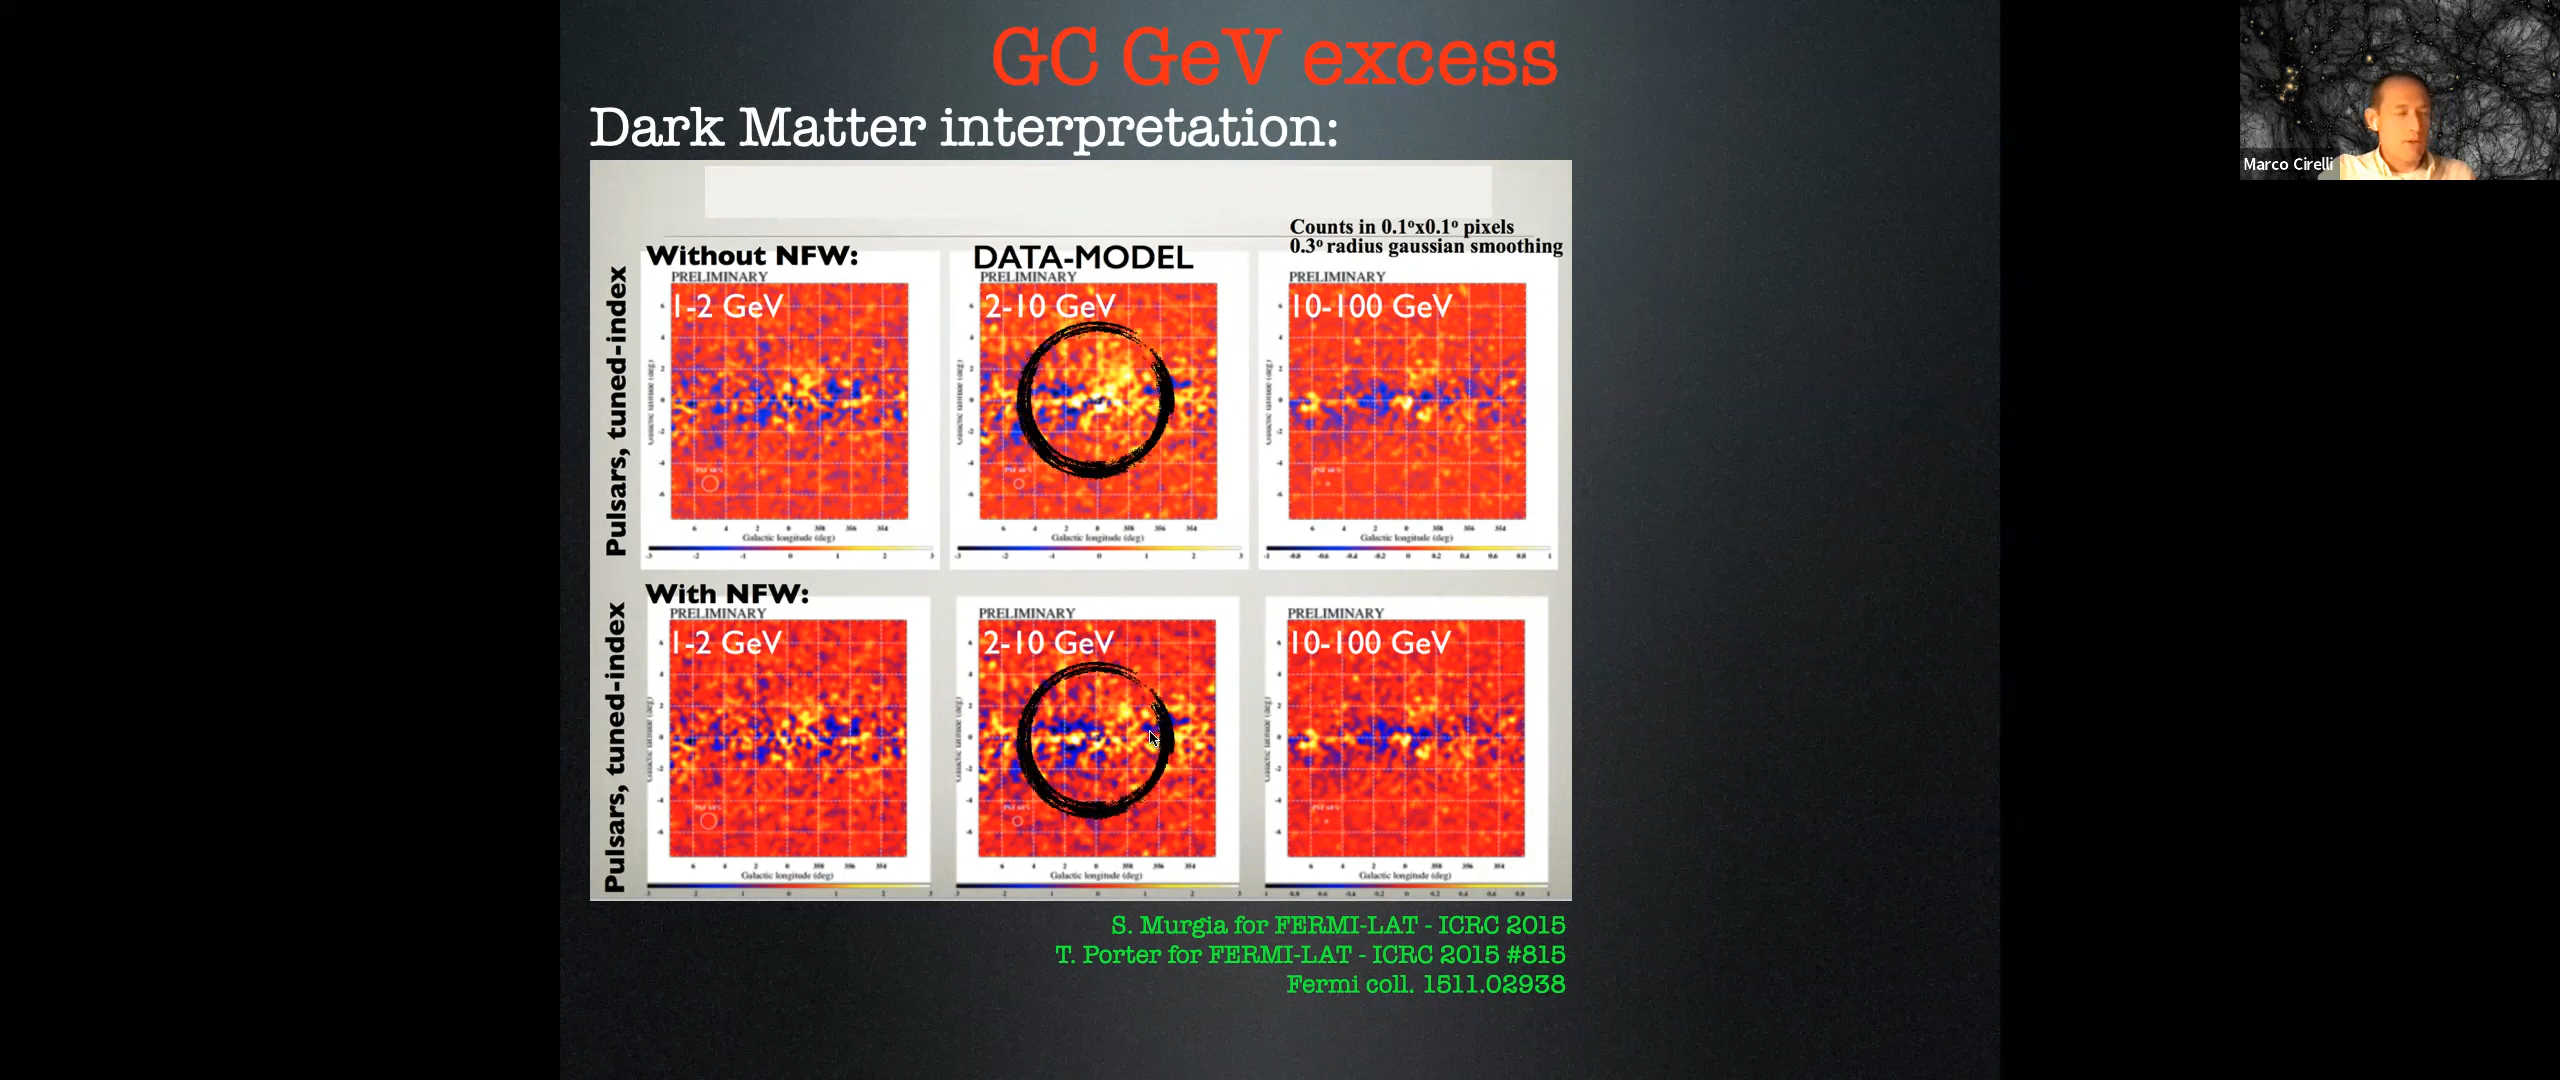 GC GeV excess
Marco Cirelli
Dark Matter interpretation:
Counts in 0.1ºx0.1º pixels
0.3º radius gaussian smoothing
Without NFW:
DATA-MODEL
Pulsars, tuned-index
PRELIMINARY
1-2 GeV
Galactic longitude (deg)
PRELIMINARY
2-10 GeV
Galactic longitude (deg)
PRELIMINARY
10-100 GeV
Galactic longitude (deg)
With NFW:
Pulsars, tuned-index
PRELIMINARY
1-2 GeV
Galactic longitude (deg)
PRELIMINARY
2-10 GeV
Galactic longitude (deg)
PRELIMINARY
10-100 GeV
Galactic longitude (deg)
S. Murgia for FERMI-LAT - ICRC 2015
T. Porter for FERMI-LAT - ICRC 2015 #815
Fermi coll. 1511.02938